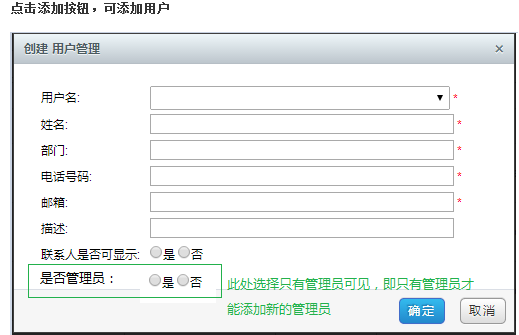 点击添加按钮，可添加用户
创建 用户管理 ×
用户名: ▼ *
姓名: *
部门: *
电话号码: *
邮箱: *
描述:
联系人是否可显示: 是 否
是否管理员： 是 否
此处选择只有管理员可见，即只有管理员才
能添加新的管理员
确定 取消